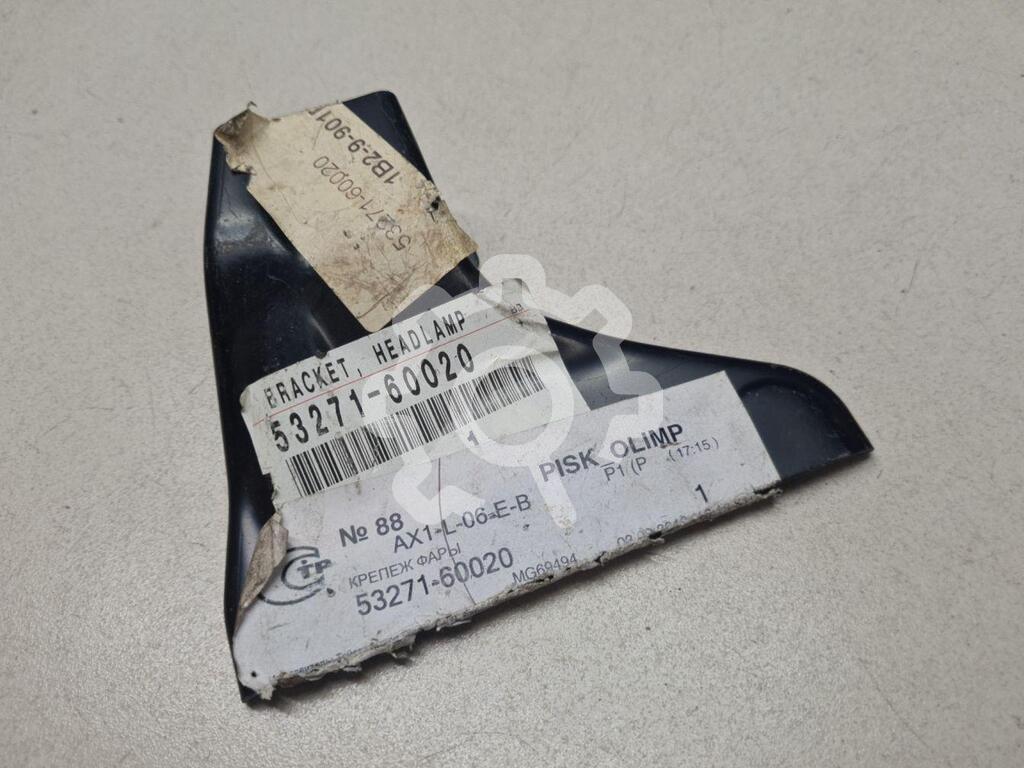 1B2-9-901
53271-60020
BRACKET, HEADLAMP
53271-60020
1
PISK OLIMP
P1 (P (17:15)
№ 88
AX1-L-06-E-B
1
КРЕПЕЖ ФАРЫ
53271-60020
MG69494